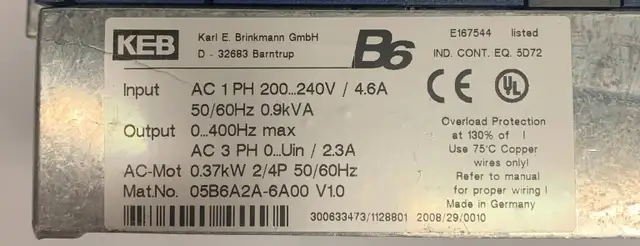 KEB
Karl E. Brinkmann GmbH
D - 32683 Barntrup
B6
E167544 listed
IND. CONT. EQ. 5D72
Input AC 1 PH 200...240V / 4.6A
50/60Hz 0.9kVA
Output 0...400Hz max
AC 3 PH 0...Uin / 2.3A
AC-Mot 0.37kW 2/4P 50/60Hz
Mat.No. 05B6A2A-6A00 V1.0
CE
UL
Overload Protection
at 130% of I
Use 75°C Copper
wires only!
Refer to manual
for proper wiring !
Made in Germany
300633473/1128801 2008/29/0010